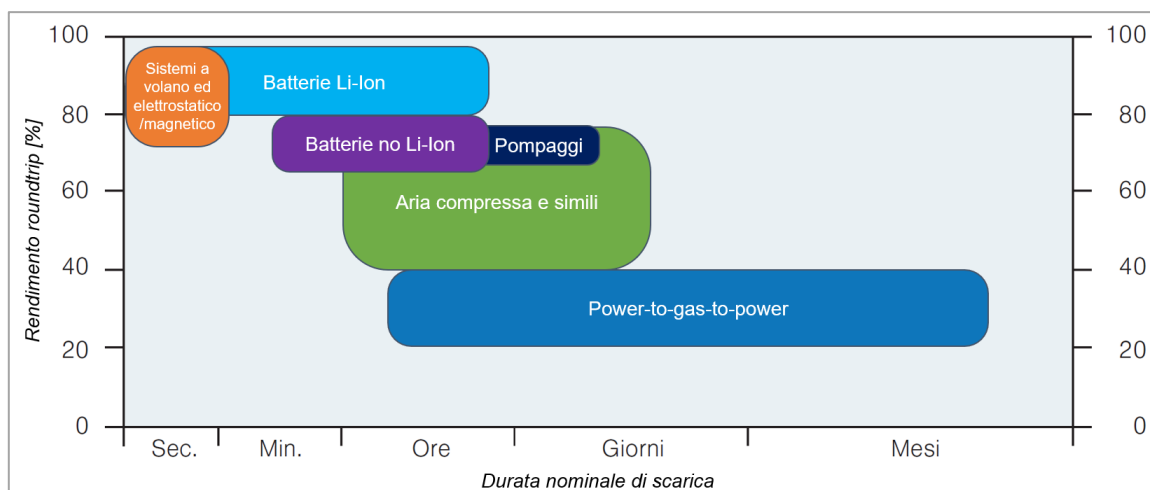 100
80
60
40
20
0
Rendimento roundtrip [%]
Sistemi a
volano ed
elettrostatico
/magnetico
Batterie Li-Ion
Batterie no Li-Ion
Pompaggi
Aria compressa e simili
Power-to-gas-to-power
100
80
60
40
20
0
Sec.
Min.
Ore
Giorni
Mesi
Durata nominale di scarica